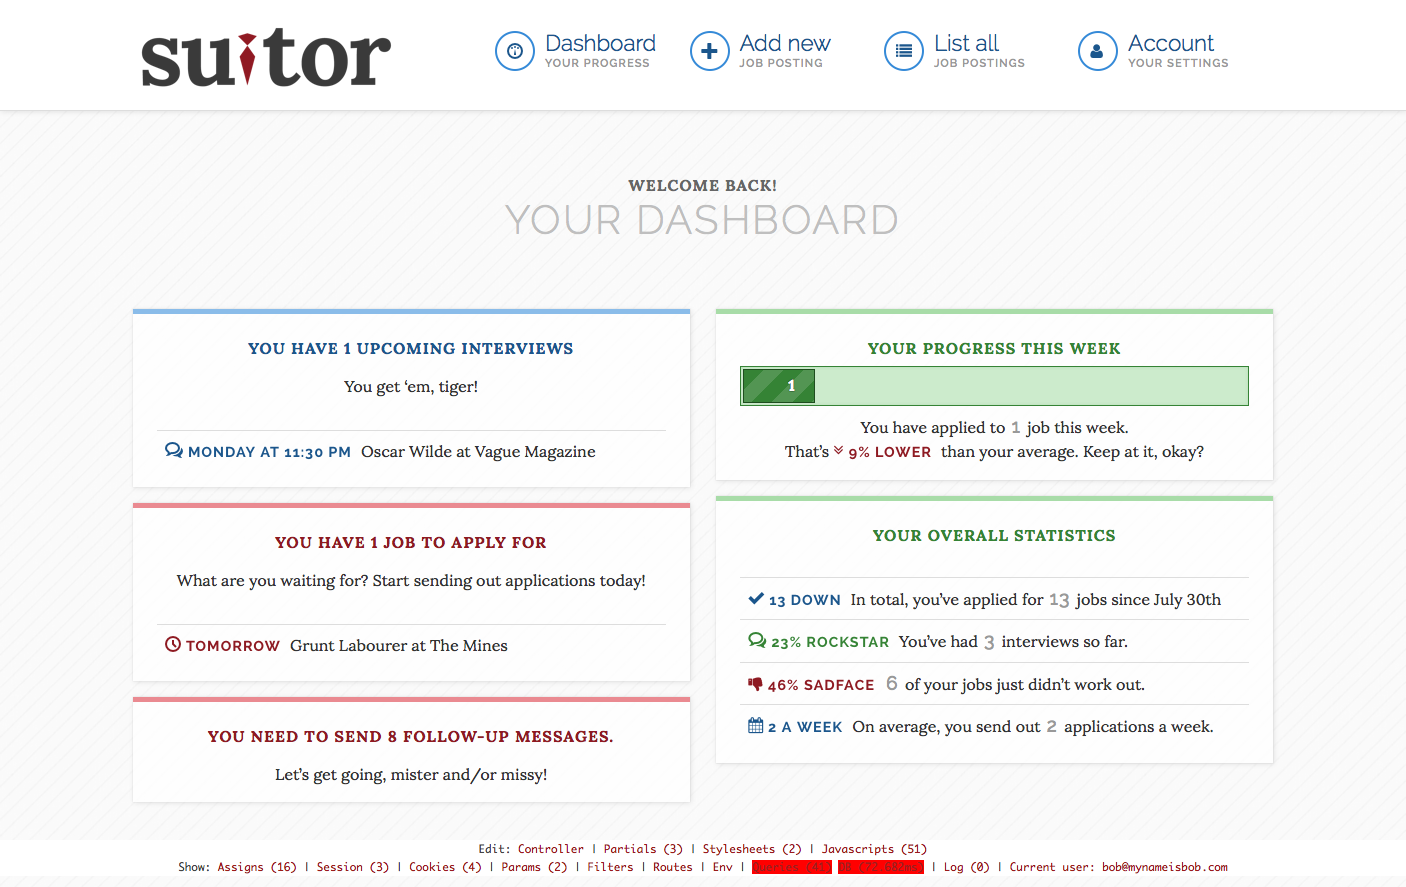 suitor
Dashboard
YOUR PROGRESS
Add new
JOB POSTING
List all
JOB POSTINGS
Account
YOUR SETTINGS
WELCOME BACK!
YOUR DASHBOARD
YOU HAVE 1 UPCOMING INTERVIEWS
You get ‘em, tiger!
MONDAY AT 11:30 PM Oscar Wilde at Vague Magazine
YOU HAVE 1 JOB TO APPLY FOR
What are you waiting for? Start sending out applications today!
TOMORROW Grunt Labourer at The Mines
YOU NEED TO SEND 8 FOLLOW-UP MESSAGES.
Let’s get going, mister and/or missy!
YOUR PROGRESS THIS WEEK
1
You have applied to 1 job this week.
That’s 9% LOWER than your average. Keep at it, okay?
YOUR OVERALL STATISTICS
13 DOWN In total, you’ve applied for 13 jobs since July 30th
23% ROCKSTAR You’ve had 3 interviews so far.
46% SADFACE 6 of your jobs just didn’t work out.
2 A WEEK On average, you send out 2 applications a week.
Edit: Controller | Partials (3) | Stylesheets (2) | Javascripts (51)
Show: Assigns (16) | Session (3) | Cookies (4) | Params (2) | Filters | Routes | Env | Queries (41) DB (72.882ms) | Log (0) | Current user: bob@mynameisbob.com